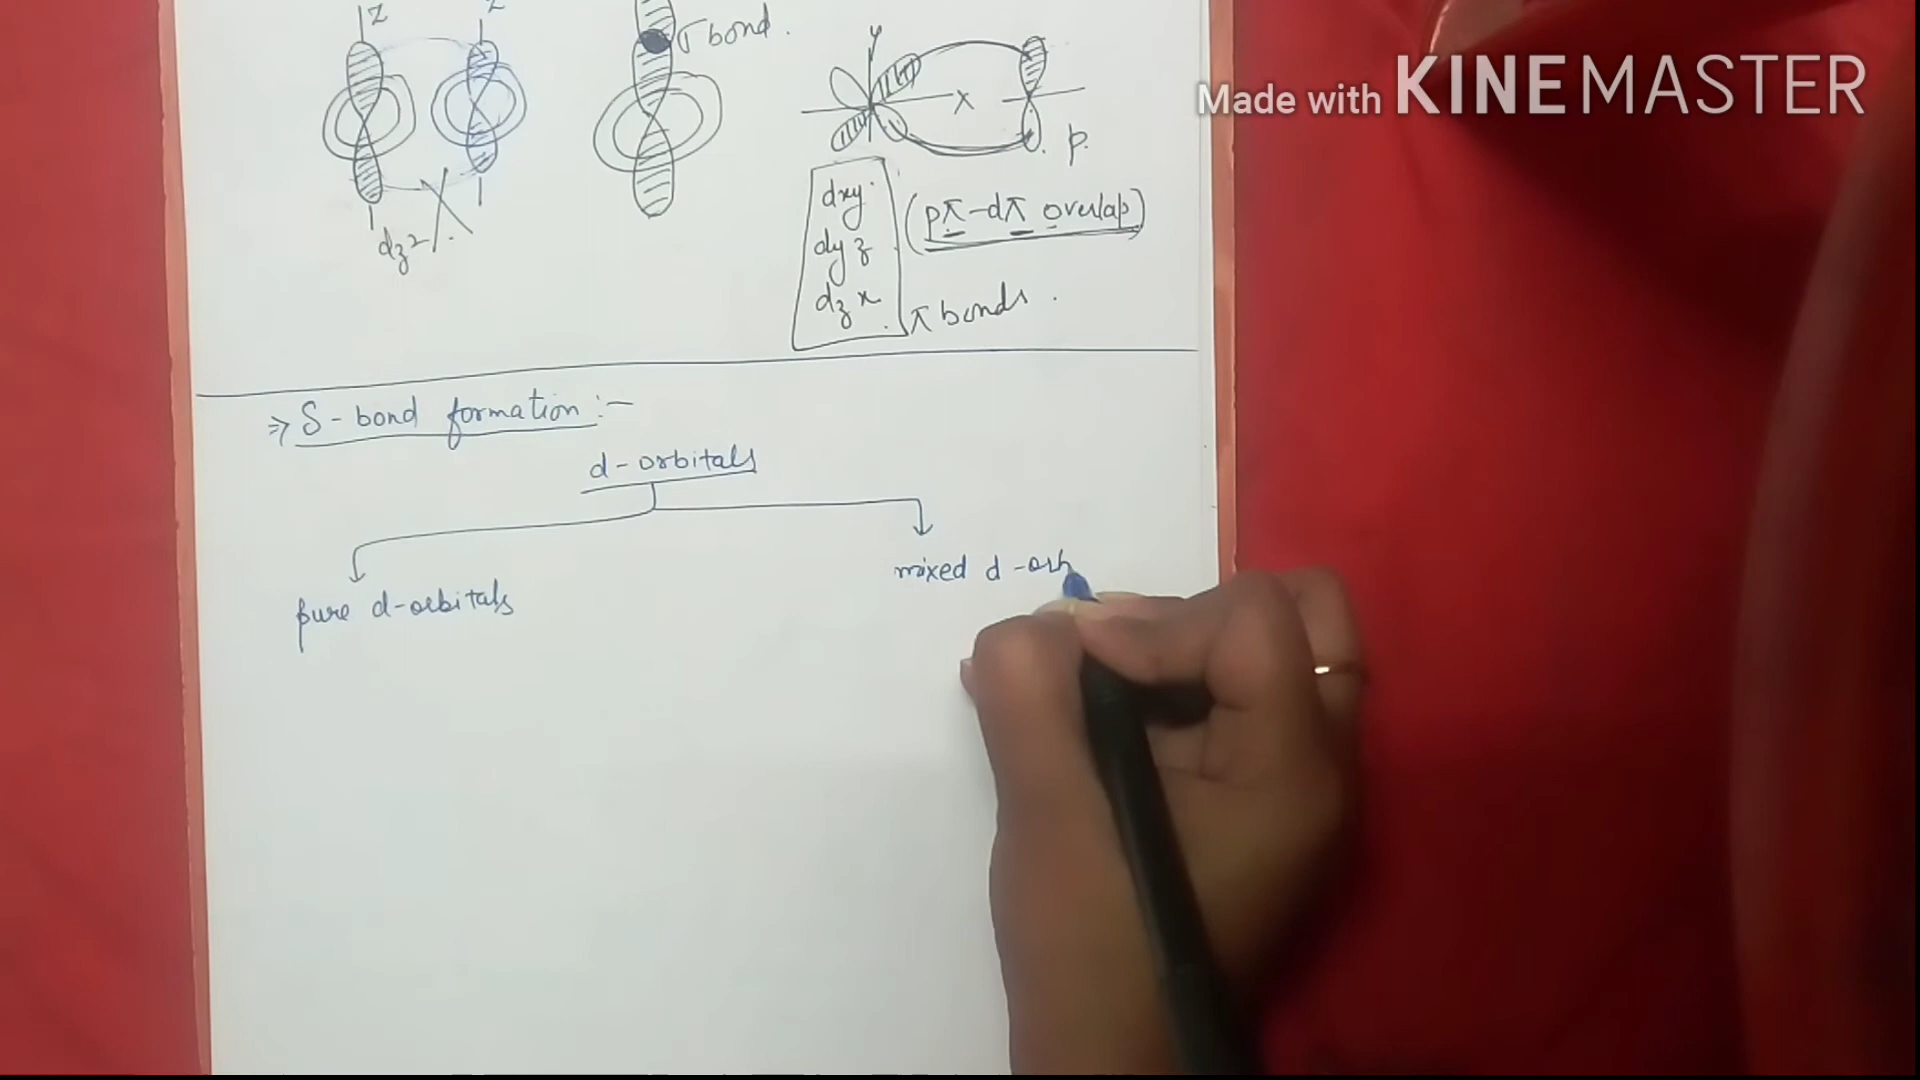 z
z
σ bond.
y
x
p.
dz²
dxy
dyz
dzx
(pπ-dπ overlap)
π bonds.
⇒ δ-bond formation :-
d-orbitals
pure d-orbitals
mixed d-orb
Made with KINEMASTER